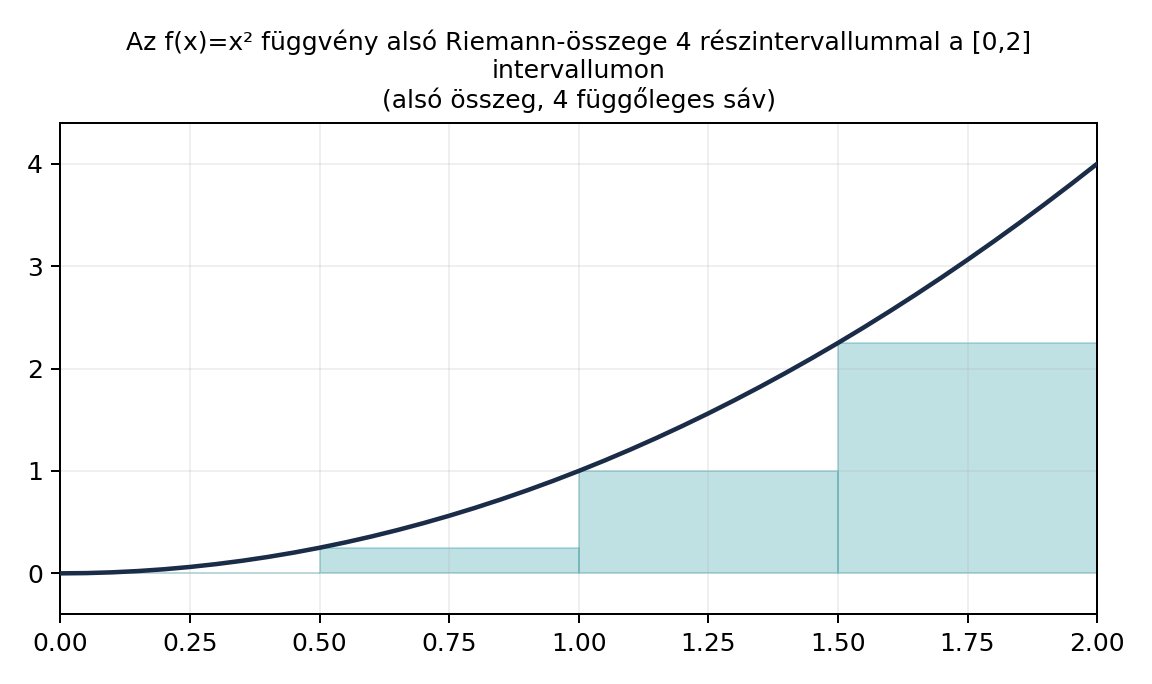 Az f(x)=x² függvény alsó Riemann-összege 4 részintervallummal a [0,2]
intervallumon
(alsó összeg, 4 függőleges sáv)
4
3
2
1
0
0.00 0.25 0.50 0.75 1.00 1.25 1.50 1.75 2.00